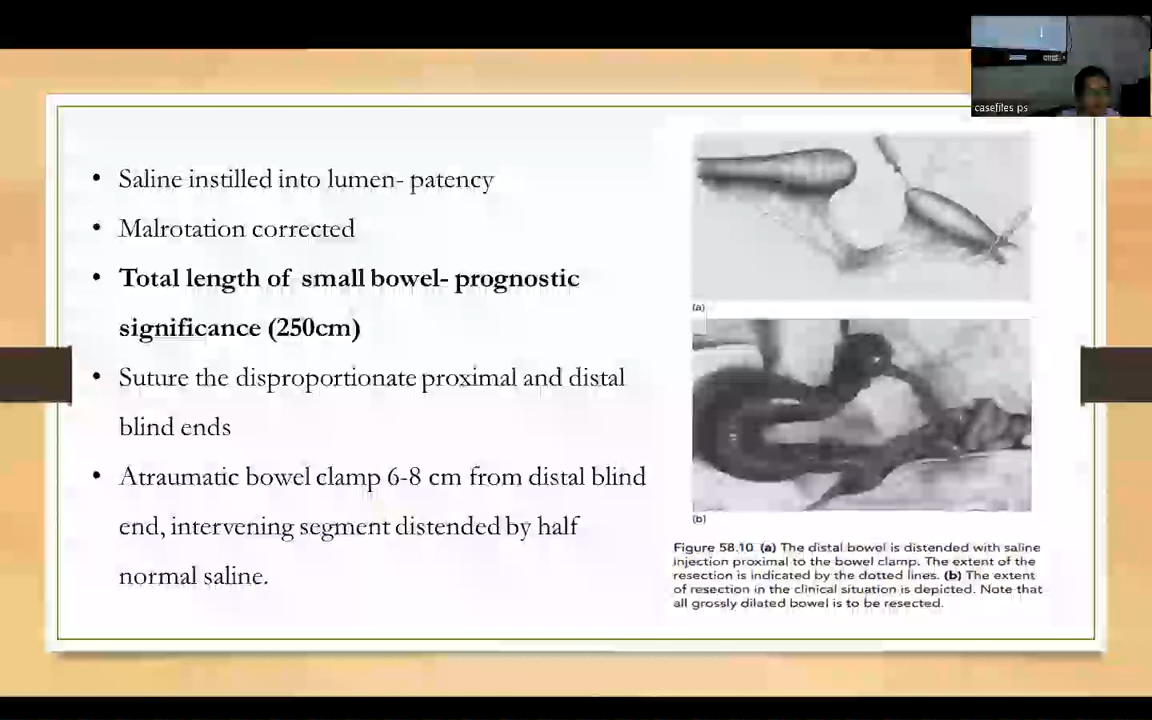 casefiles ps
• Saline instilled into lumen- patency
• Malrotation corrected
• Total length of small bowel- prognostic
significance (250cm)
• Suture the disproportionate proximal and distal
blind ends
• Atraumatic bowel clamp 6-8 cm from distal blind
end, intervening segment distended by half
normal saline.
(a)
(b)
Figure 58.10 (a) The distal bowel is distended with saline
injection proximal to the bowel clamp. The extent of the
resection is indicated by the dotted lines. (b) The extent
of resection in the clinical situation is depicted. Note that
all grossly dilated bowel is to be resected.